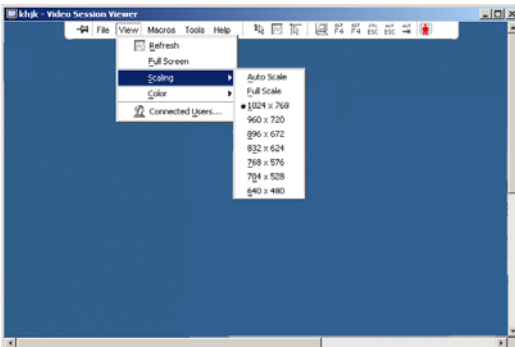 khjk - Video Session Viewer
File View Macros Tools Help
Refresh
Full Screen
Scaling
Color
Connected Users...
Auto Scale
Full Scale
1024 x 768
960 x 720
896 x 672
832 x 624
768 x 576
704 x 528
640 x 480